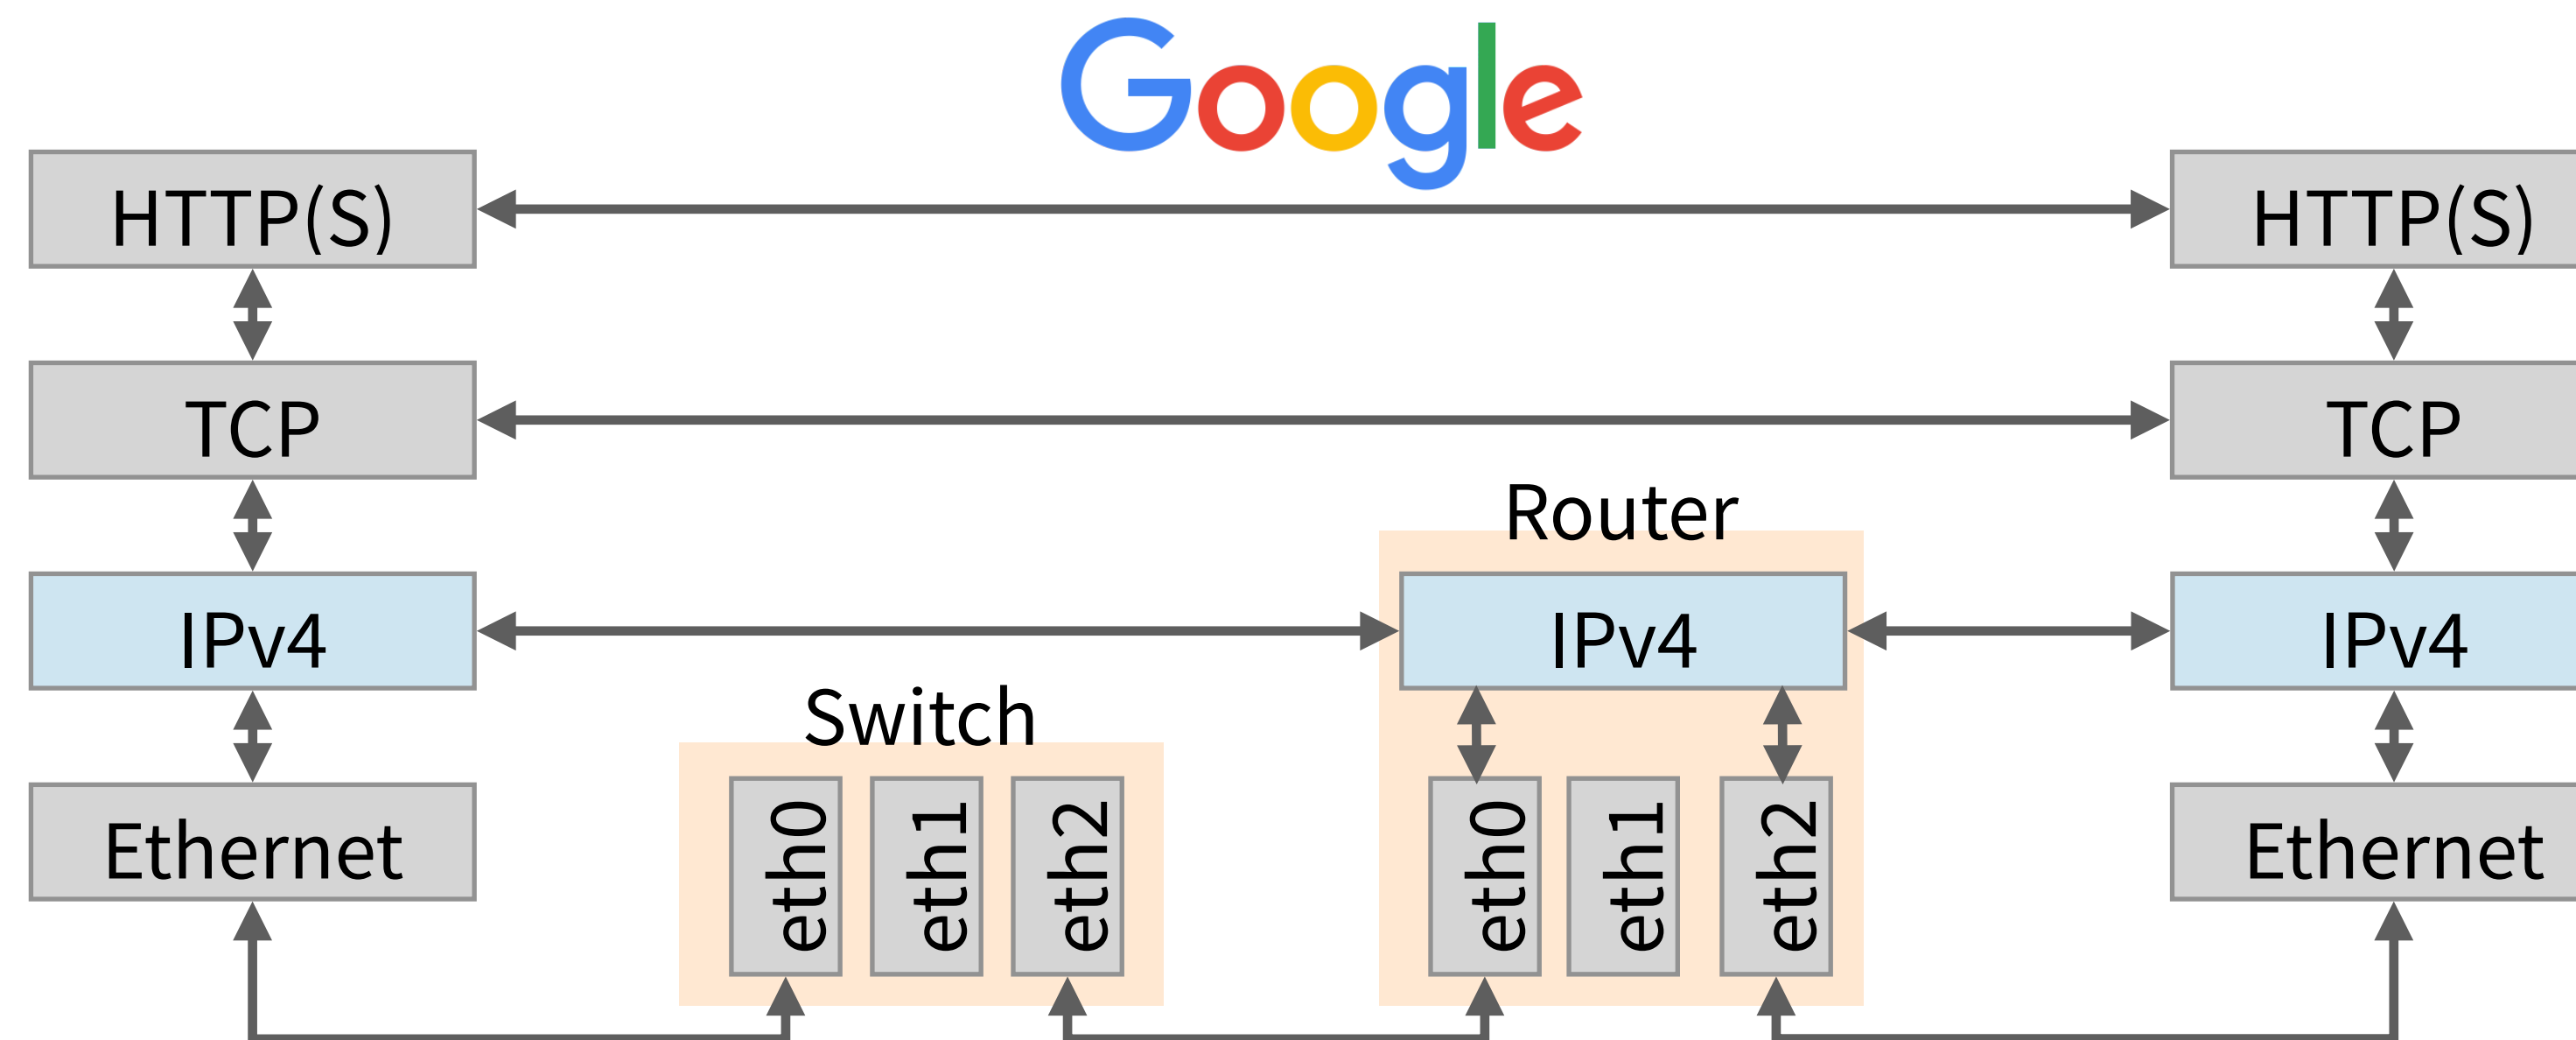 Google
HTTP(S)
HTTP(S)
TCP
TCP
Router
IPv4
IPv4
IPv4
Switch
Ethernet
eth0
eth1
eth2
eth0
eth1
eth2
Ethernet